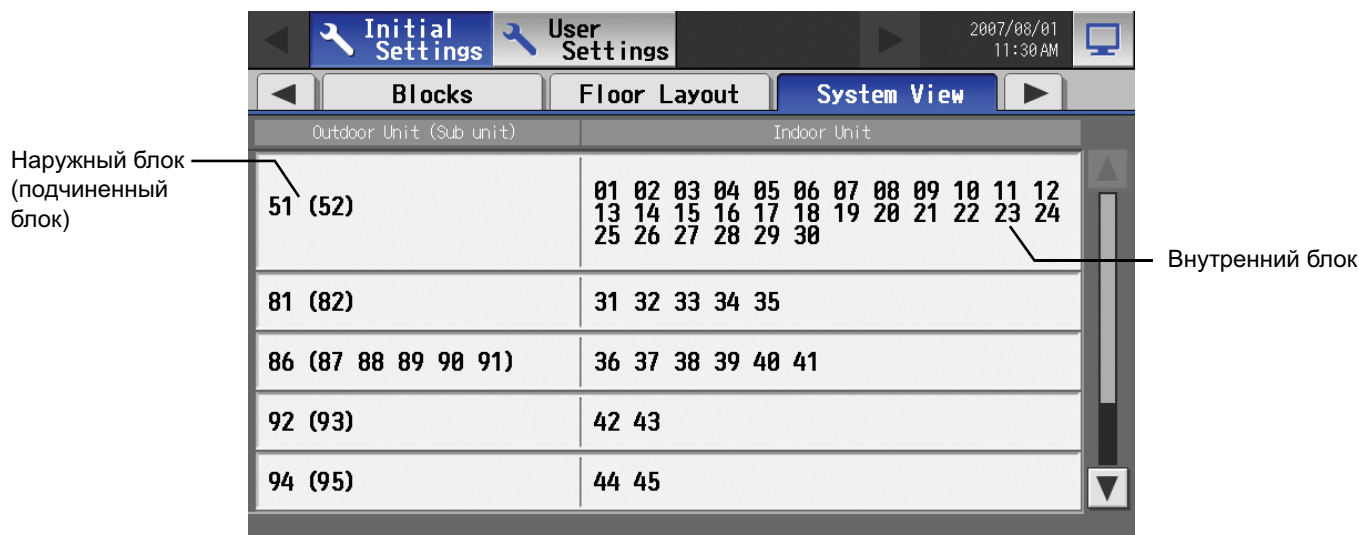 Initial
Settings
User
Settings
2007/08/01
11:30 AM
Blocks
Floor Layout
System View
Outdoor Unit (Sub unit)
Indoor Unit
Наружный блок
(подчиненный
блок)
51 (52)
01 02 03 04 05 06 07 08 09 10 11 12
13 14 15 16 17 18 19 20 21 22 23 24
25 26 27 28 29 30
Внутренний блок
81 (82)
31 32 33 34 35
86 (87 88 89 90 91)
36 37 38 39 40 41
92 (93)
42 43
94 (95)
44 45